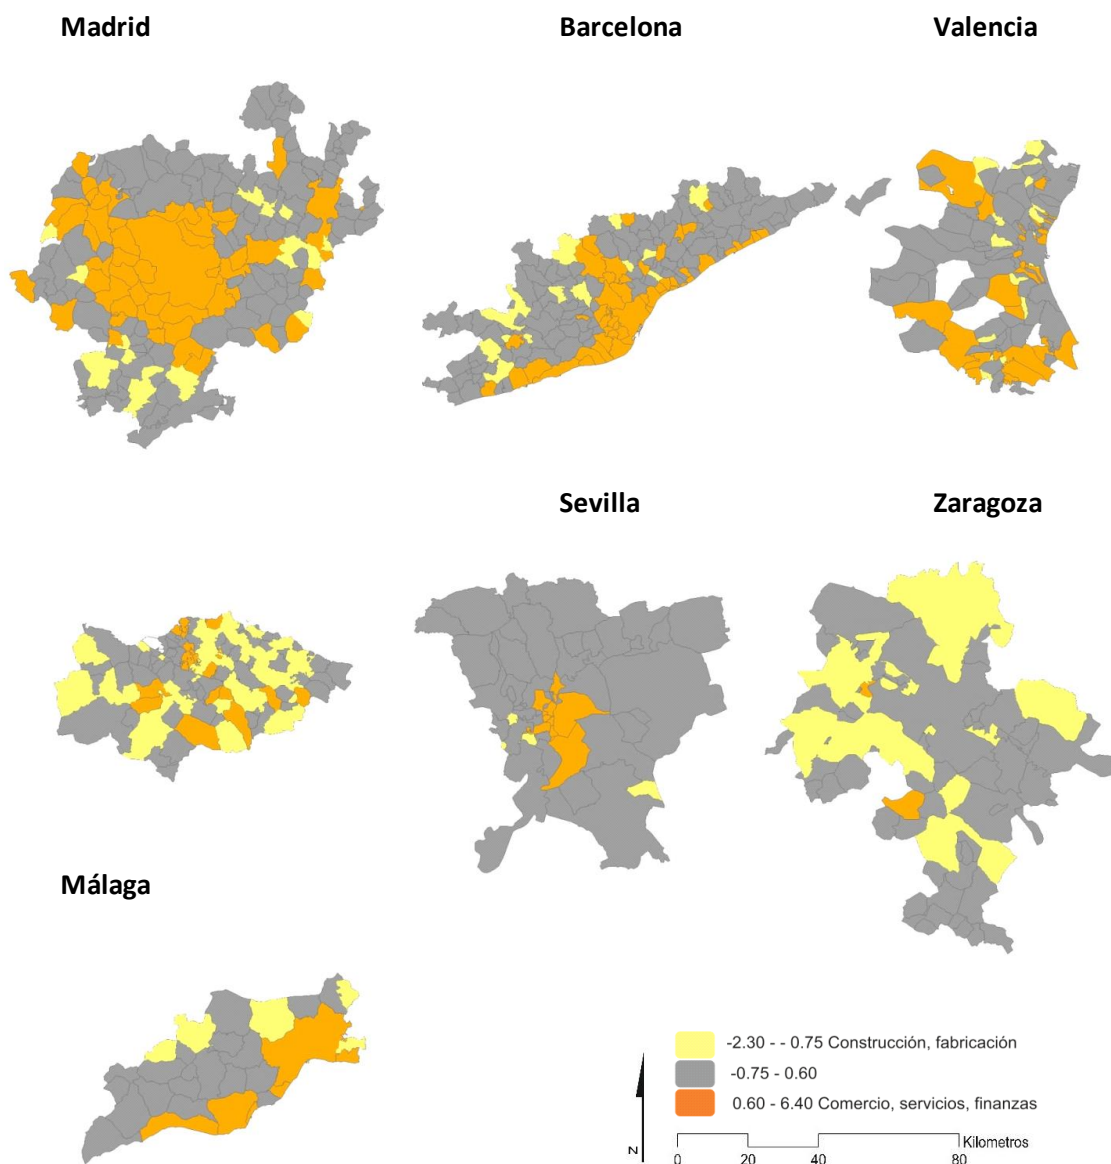 Madrid
Barcelona
Valencia
Sevilla
Zaragoza
Málaga
-2.30 - - 0.75 Construcción, fabricación
-0.75 - 0.60
0.60 - 6.40 Comercio, servicios, finanzas
N
Kilometros
0 20 40 80